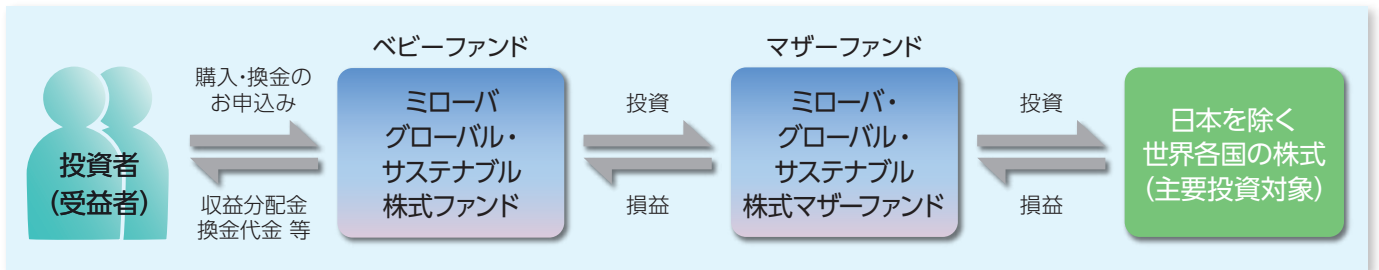 ベビーファンド
マザーファンド
投資者
(受益者)
購入・換金の
お申込み
収益分配金
換金代金 等
ミローバ
グローバル・
サステナブル
株式ファンド
投資
損益
ミローバ・
グローバル・
サステナブル
株式マザーファンド
投資
損益
日本を除く
世界各国の株式
(主要投資対象)